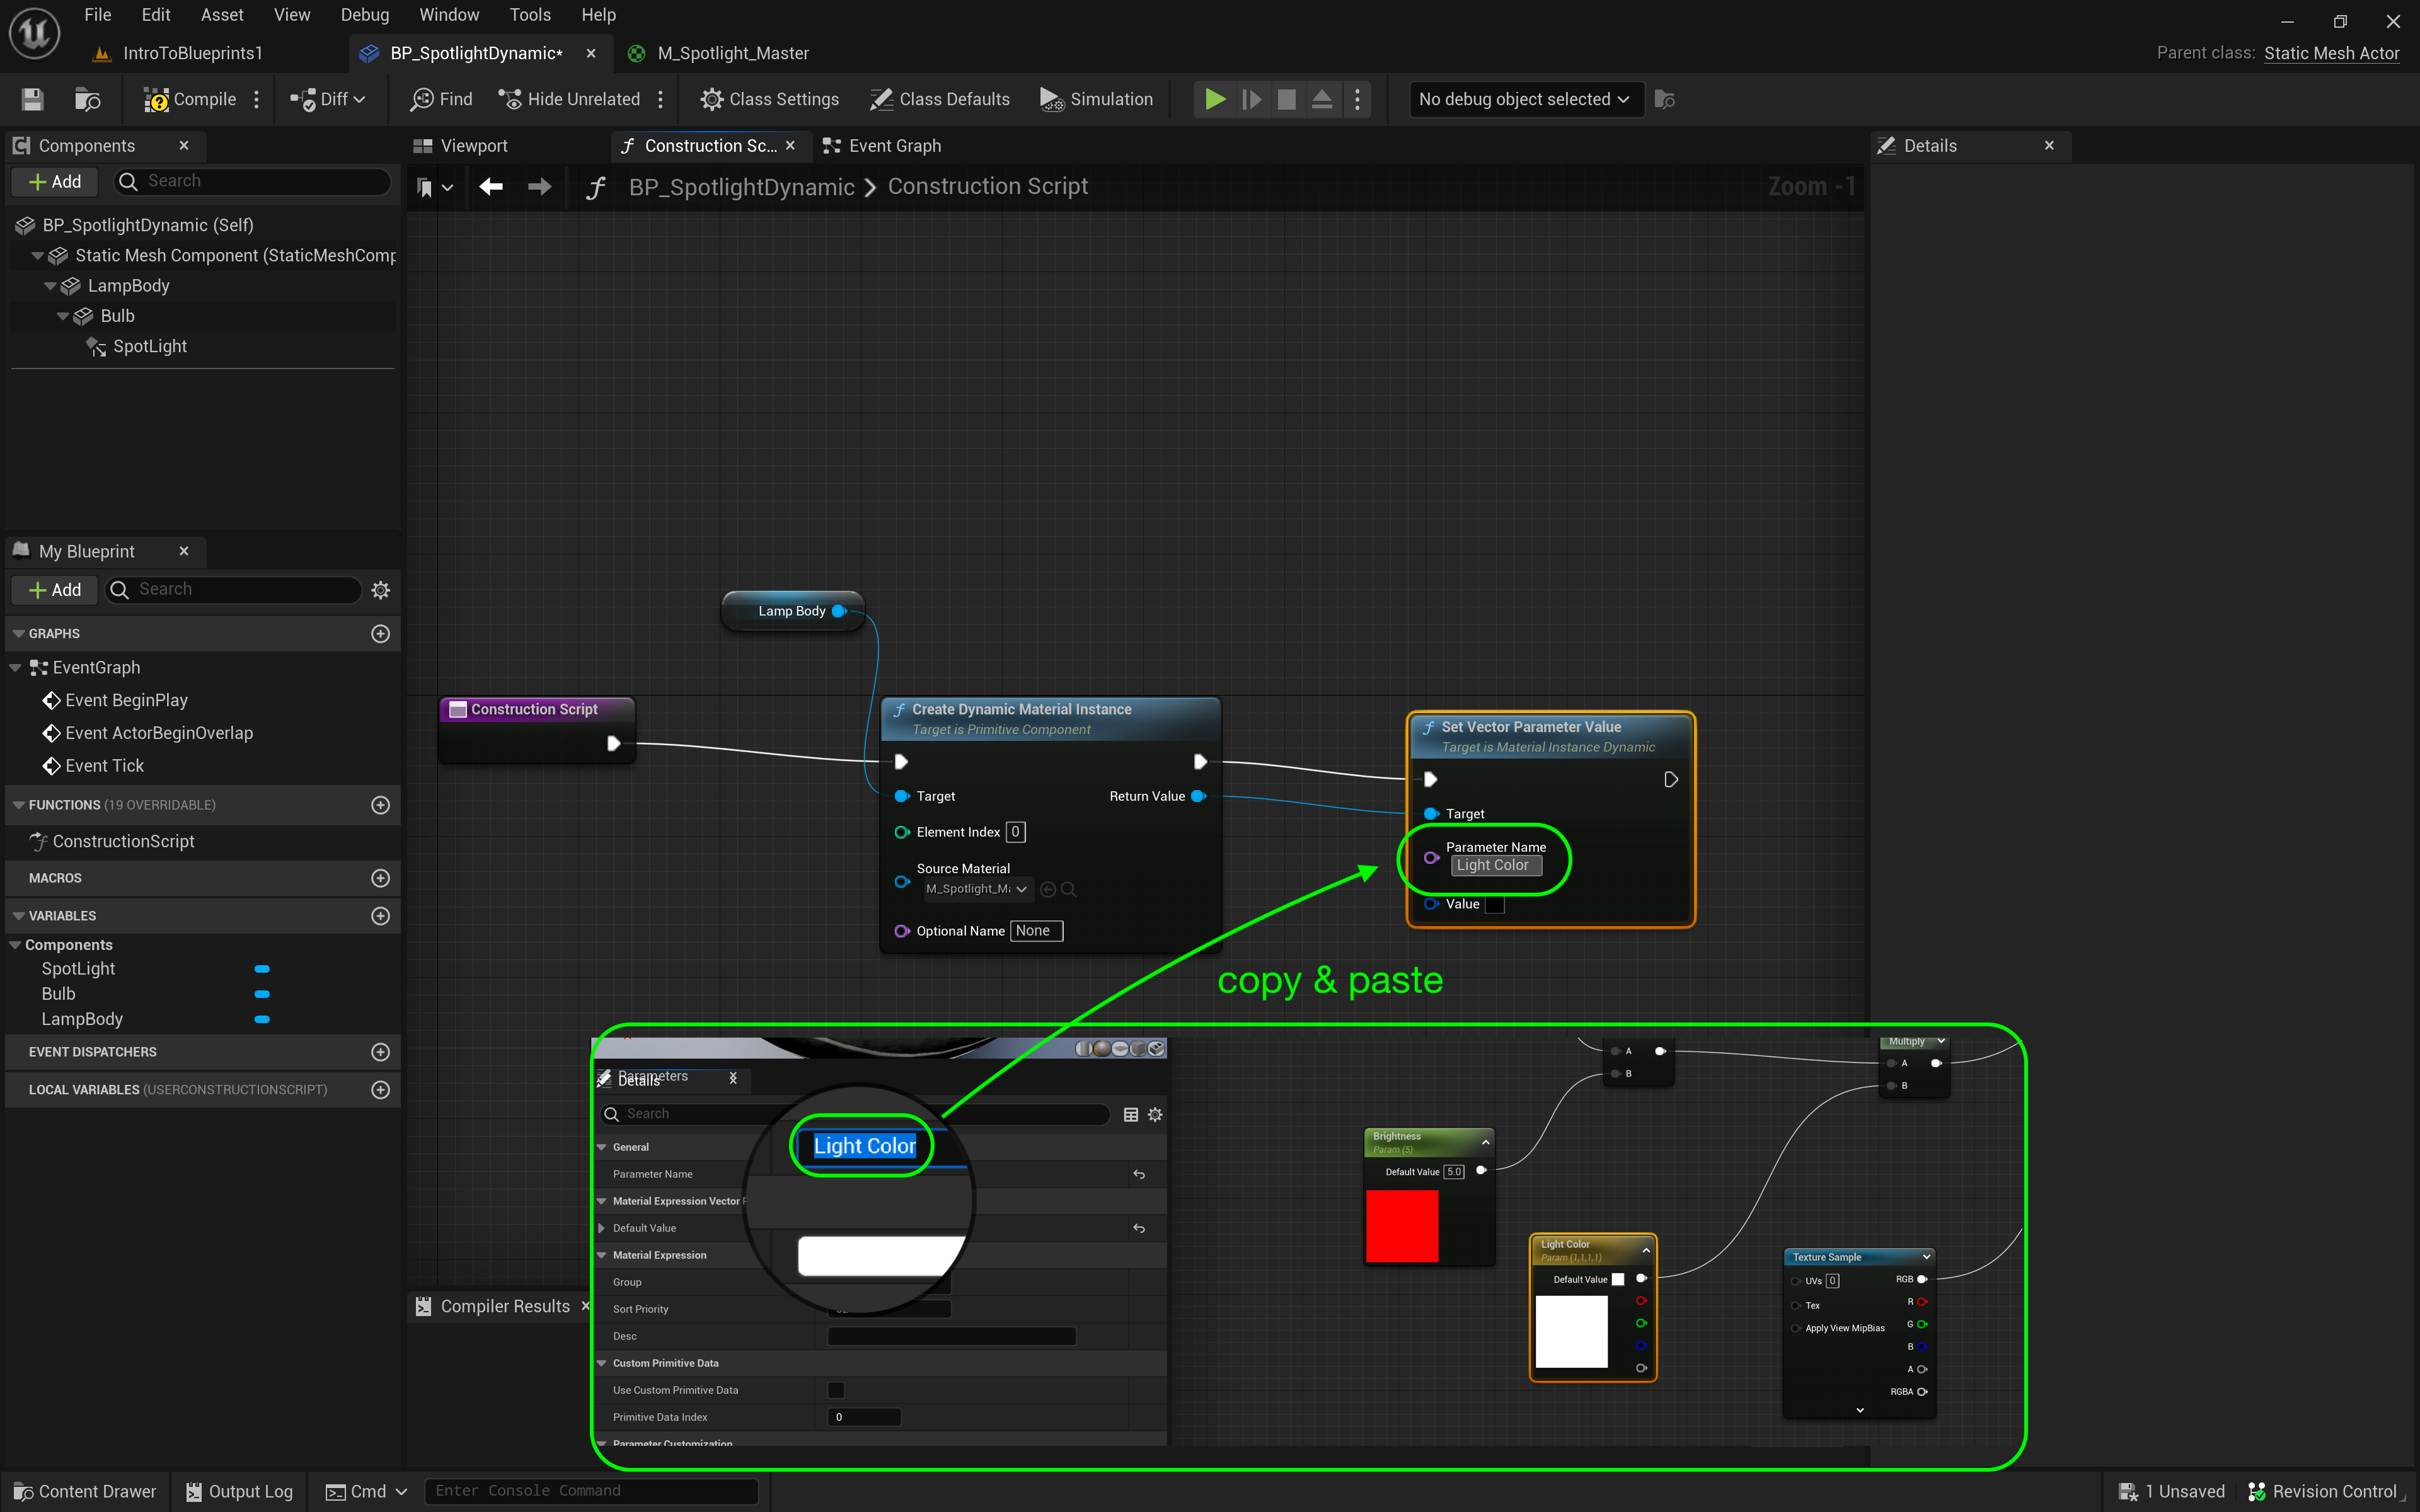 File Edit Asset View Debug Window Tools Help
IntroToBlueprints1
BP_SpotlightDynamic*
M_Spotlight_Master
Parent class: Static Mesh Actor
Compile
Diff
Find
Hide Unrelated
Class Settings
Class Defaults
Simulation
No debug object selected
Components
Add
Search
BP_SpotlightDynamic (Self)
Static Mesh Component (StaticMeshComp
LampBody
Bulb
SpotLight
My Blueprint
Add
Search
GRAPHS
EventGraph
Event BeginPlay
Event ActorBeginOverlap
Event Tick
FUNCTIONS (19 OVERRIDABLE)
ConstructionScript
MACROS
VARIABLES
Components
SpotLight
Bulb
LampBody
EVENT DISPATCHERS
LOCAL VARIABLES (USERCONSTRUCTIONSCRIPT)
Viewport
Construction Sc...
Event Graph
BP_SpotlightDynamic > Construction Script
Zoom -1
Lamp Body
Construction Script
Create Dynamic Material Instance
Target is Primitive Component
Target
Return Value
Element Index 0
Source Material
M_Spotlight_M
Optional Name None
Set Vector Parameter Value
Target is Material Instance Dynamic
Target
Parameter Name
Light Color
Value
copy & paste
Compiler Results
Parameters
Details
Search
Light Color
General
Parameter Name
Material Expression Vector P
Default Value
Material Expression
Group
Sort Priority
Desc
Custom Primitive Data
Use Custom Primitive Data
Primitive Data Index 0
Parameter Customization
A
B
Multiply
A
B
Brightness
Param (5)
Default Value 5.0
Light Color
Param (1,1,1,1)
Default Value
Texture Sample
UVs 0
RGB
Tex
R
G
Apply View MipBias
B
A
RGBA
Details
Content Drawer
Output Log
Cmd
Enter Console Command
1 Unsaved
Revision Control